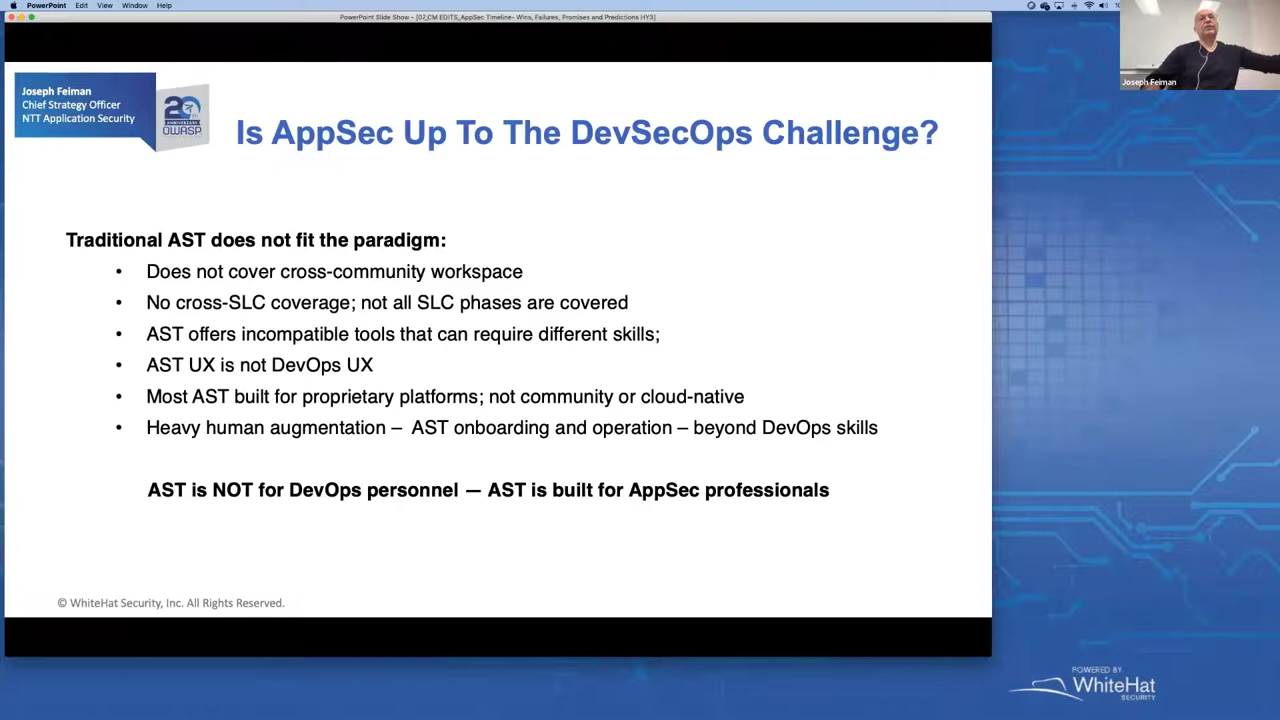 PowerPoint Edit View Window Help
PowerPoint Slide Show - [02_CM EDITS_AppSec Timeline- Wins, Failures, Promises and Predictions HY3]
Joseph Feiman
Joseph Feiman
Chief Strategy Officer
NTT Application Security
20
ANNIVERSARY
OWASP
Is AppSec Up To The DevSecOps Challenge?
Traditional AST does not fit the paradigm:
• Does not cover cross-community workspace
• No cross-SLC coverage; not all SLC phases are covered
• AST offers incompatible tools that can require different skills;
• AST UX is not DevOps UX
• Most AST built for proprietary platforms; not community or cloud-native
• Heavy human augmentation – AST onboarding and operation – beyond DevOps skills
AST is NOT for DevOps personnel — AST is built for AppSec professionals
© WhiteHat Security, Inc. All Rights Reserved.
POWERED BY
WhiteHat
SECURITY